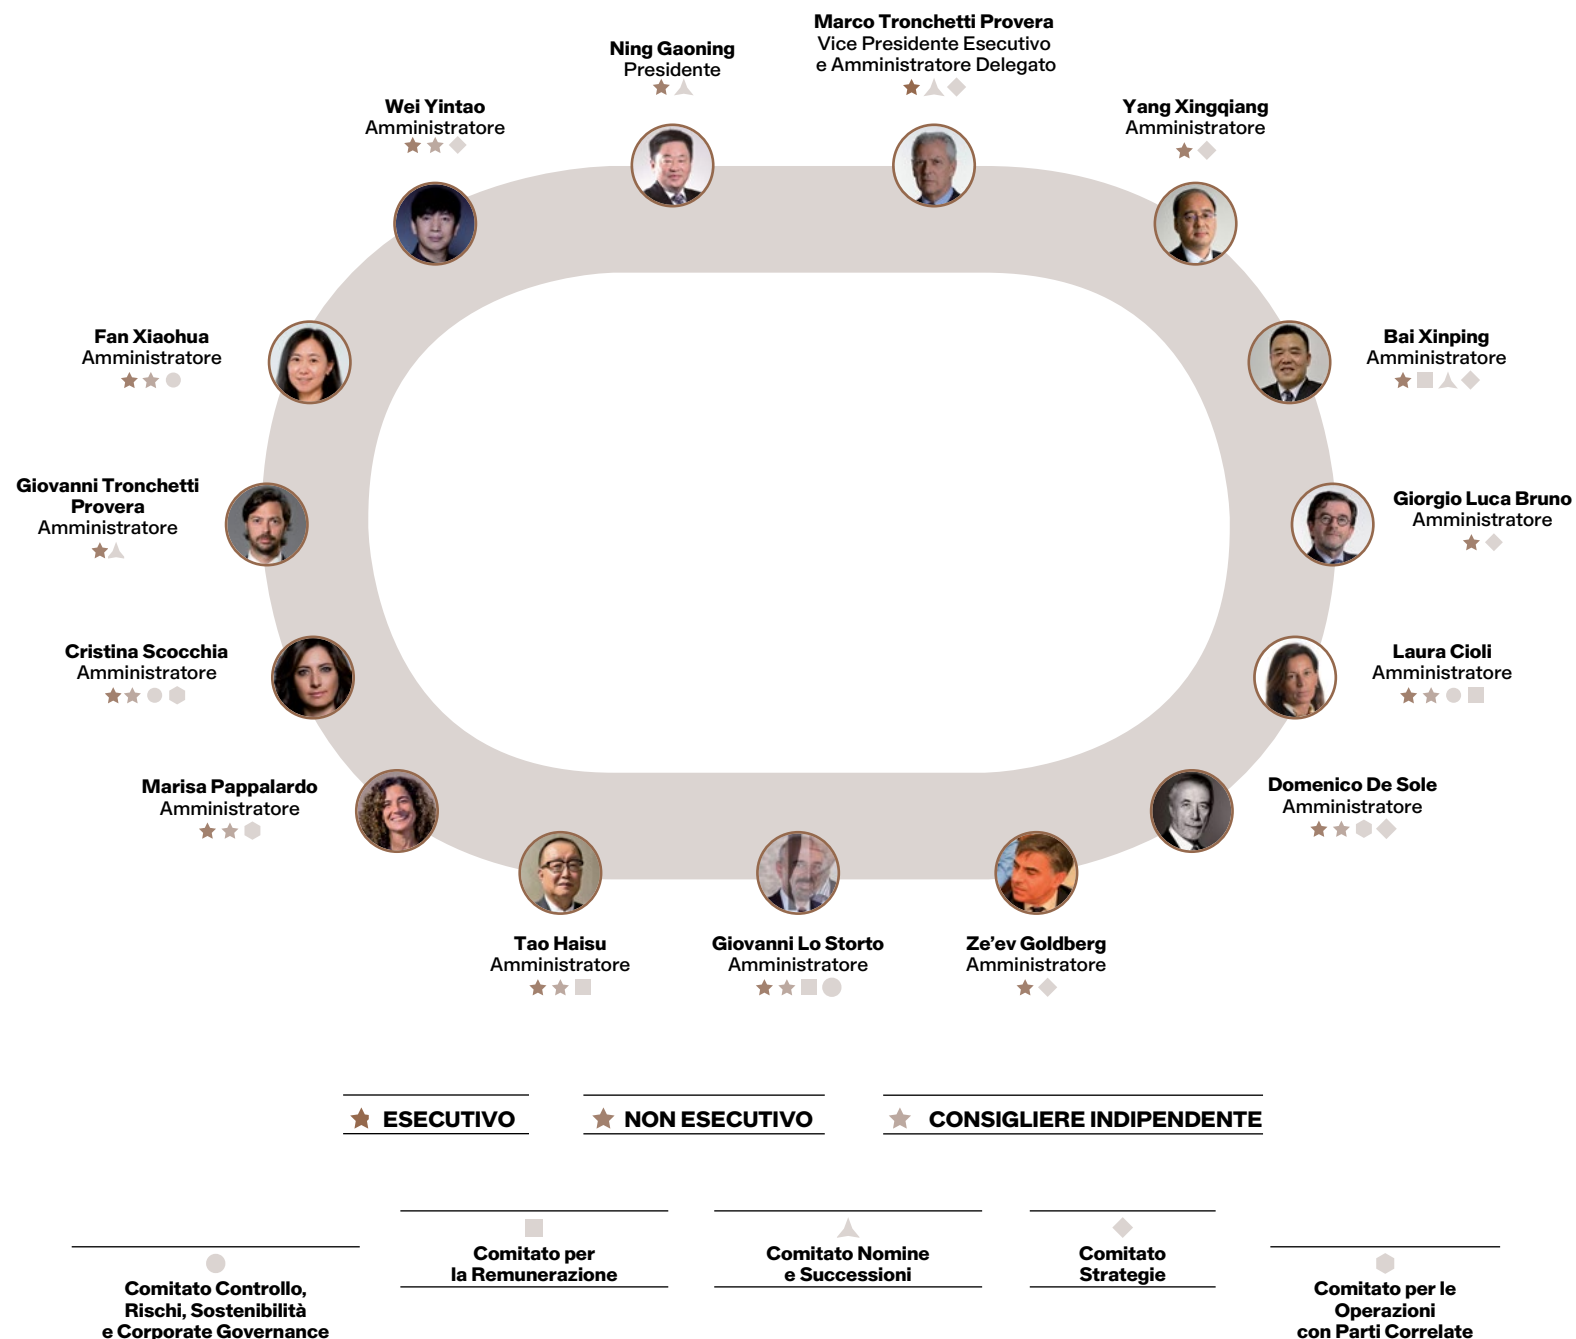 Marco Tronchetti Provera
Vice Presidente Esecutivo
e Amministratore Delegato
Ning Gaoning
Presidente
Wei Yintao
Amministratore
Yang Xingqiang
Amministratore
Fan Xiaohua
Amministratore
Bai Xinping
Amministratore
Giovanni Tronchetti
Provera
Amministratore
Giorgio Luca Bruno
Amministratore
Cristina Scocchia
Amministratore
Laura Cioli
Amministratore
Marisa Pappalardo
Amministratore
Domenico De Sole
Amministratore
Tao Haisu
Amministratore
Giovanni Lo Storto
Amministratore
Ze’ev Goldberg
Amministratore
ESECUTIVO
NON ESECUTIVO
CONSIGLIERE INDIPENDENTE
Comitato Controllo,
Rischi, Sostenibilità
e Corporate Governance
Comitato per
la Remunerazione
Comitato Nomine
e Successioni
Comitato
Strategie
Comitato per le
Operazioni
con Parti Correlate